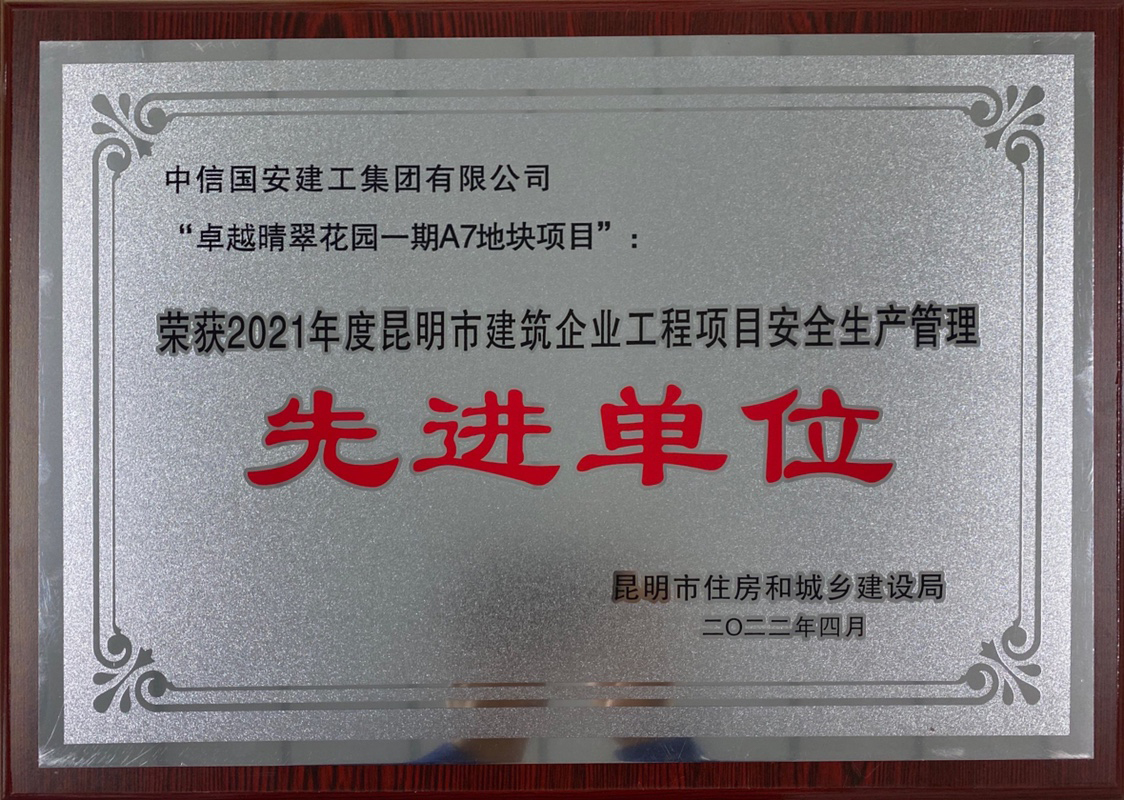 中信国安建工集团有限公司
“卓越晴翠花园一期A7地块项目”：
荣获2021年度昆明市建筑企业工程项目安全生产管理
先进单位
昆明市住房和城乡建设局
二〇二二年四月